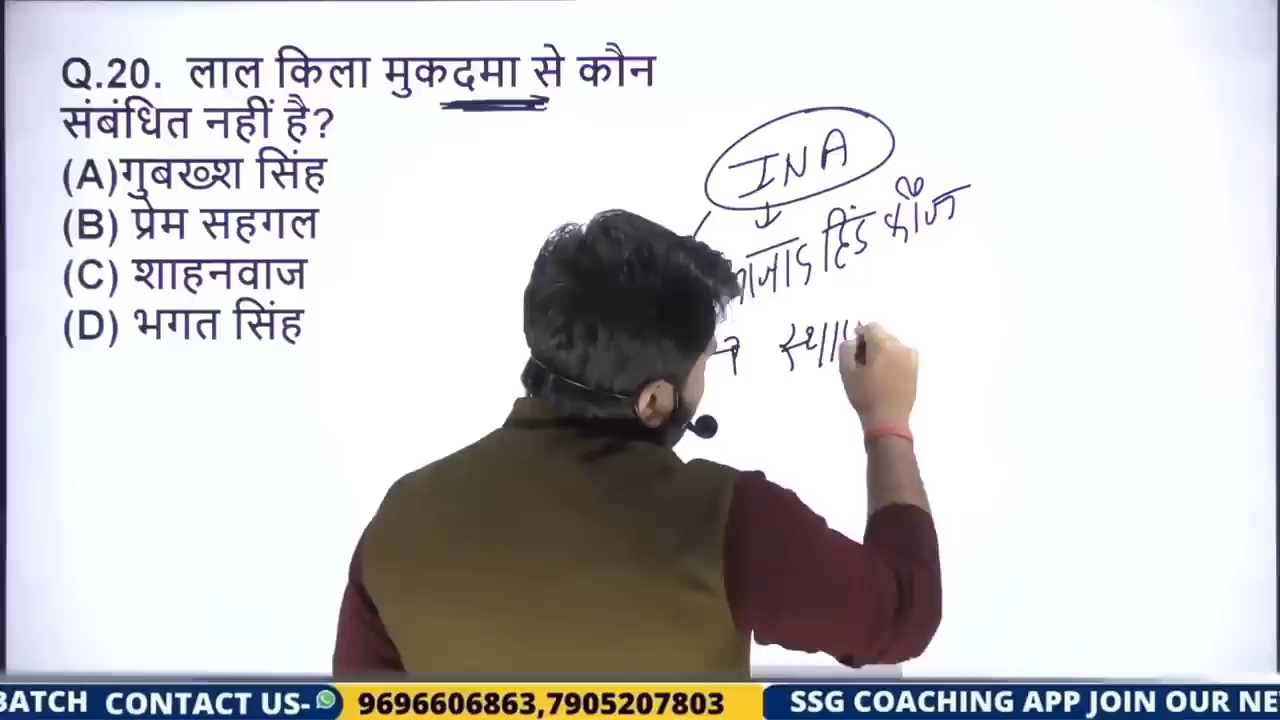 Q.20. लाल किला मुकदमा से कौन
संबंधित नहीं है?
(A)गुबख्श सिंह
(B) प्रेम सहगल
(C) शाहनवाज
(D) भगत सिंह
INA
हिंद फौज
BATCH CONTACT US- 9696606863,7905207803 SSG COACHING APP JOIN OUR NE